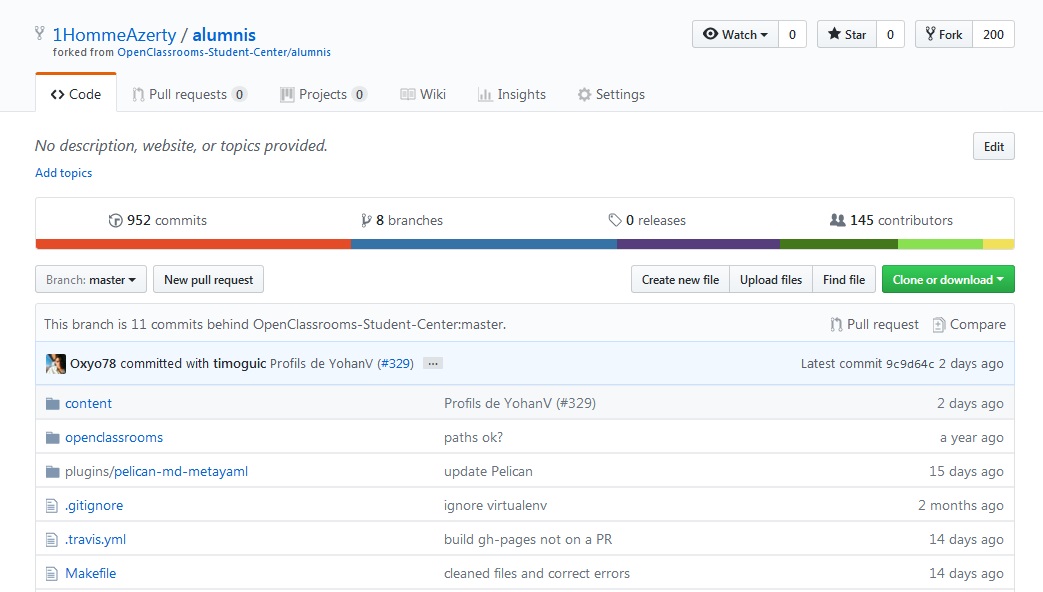 1HommeAzerty / alumnis Watch 0 Star 0 Fork 200
forked from OpenClassrooms-Student-Center/alumnis
Code Pull requests 0 Projects 0 Wiki Insights Settings
No description, website, or topics provided. Edit
Add topics
952 commits 8 branches 0 releases 145 contributors
Branch: master New pull request Create new file Upload files Find file Clone or download
This branch is 11 commits behind OpenClassrooms-Student-Center:master. Pull request Compare
Oxyo78 committed with timoguic Profils de YohanV (#329) ... Latest commit 9c9d64c 2 days ago
content Profils de YohanV (#329) 2 days ago
openclassrooms paths ok? a year ago
plugins/pelican-md-metayaml update Pelican 15 days ago
.gitignore ignore virtualenv 2 months ago
.travis.yml build gh-pages not on a PR 14 days ago
Makefile cleaned files and correct errors 14 days ago